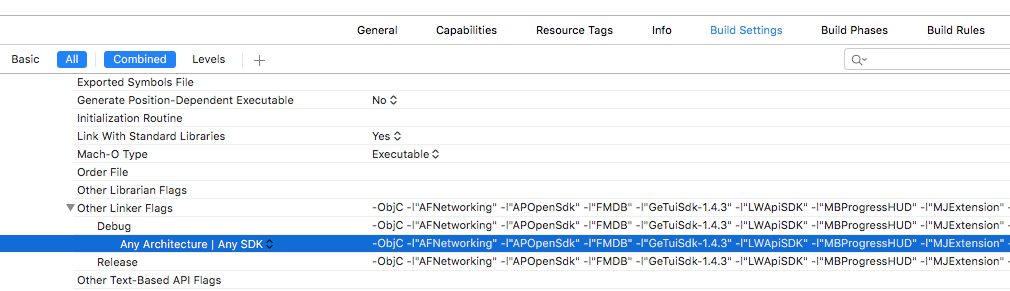 General Capabilities Resource Tags Info Build Settings Build Phases Build Rules
Basic All Combined Levels +
Exported Symbols File
Generate Position-Dependent Executable No
Initialization Routine
Link With Standard Libraries Yes
Mach-O Type Executable
Order File
Other Librarian Flags
Other Linker Flags -ObjC -l"AFNetworking" -l"APOpenSdk" -l"FMDB" -l"GeTuiSdk-1.4.3" -l"LWApiSDK" -l"MBProgressHUD" -l"MJExtension" -
Debug -ObjC -l"AFNetworking" -l"APOpenSdk" -l"FMDB" -l"GeTuiSdk-1.4.3" -l"LWApiSDK" -l"MBProgressHUD" -l"MJExtension" -
Any Architecture | Any SDK -ObjC -l"AFNetworking" -l"APOpenSdk" -l"FMDB" -l"GeTuiSdk-1.4.3" -l"LWApiSDK" -l"MBProgressHUD" -l"MJExtension" -
Release -ObjC -l"AFNetworking" -l"APOpenSdk" -l"FMDB" -l"GeTuiSdk-1.4.3" -l"LWApiSDK" -l"MBProgressHUD" -l"MJExtension" -
Other Text-Based API Flags